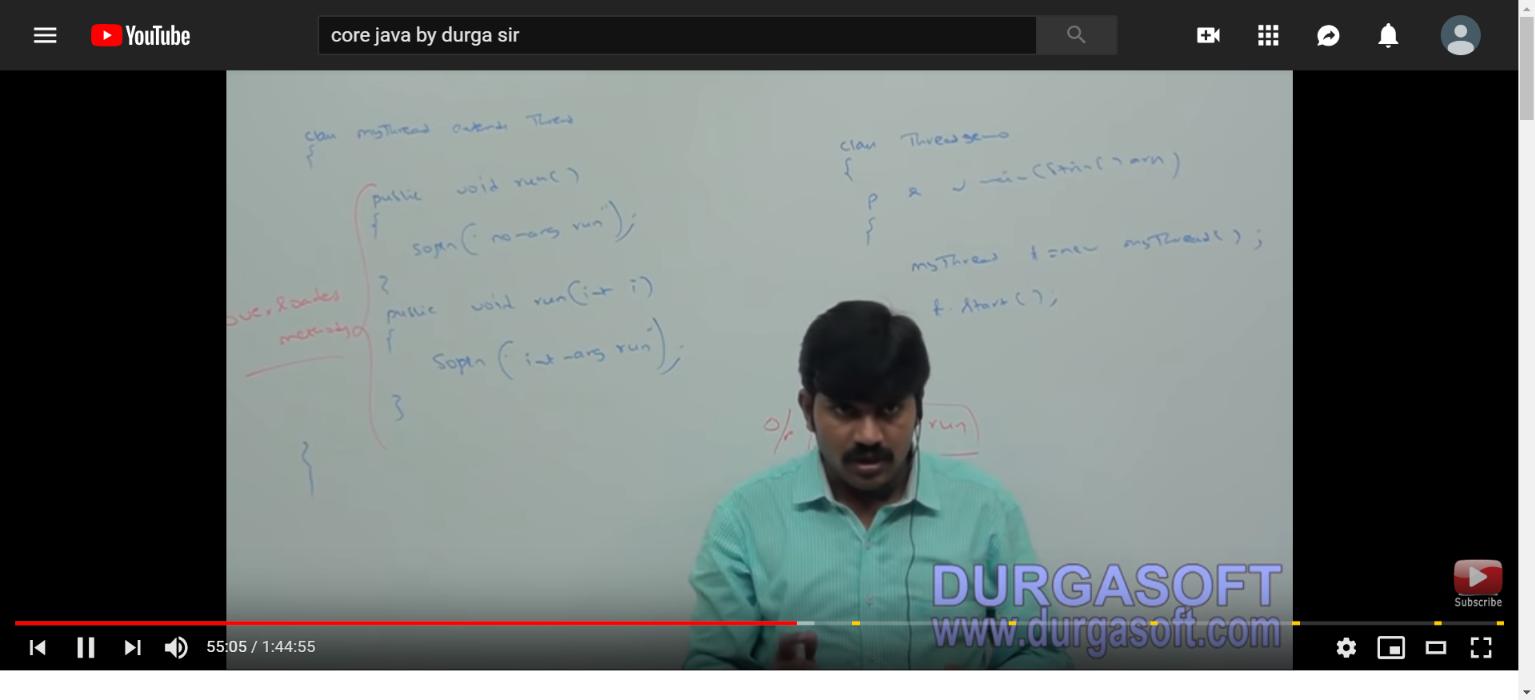 YouTube
core java by durga sir
class myThread extends Thread
{
public void run()
{
sopln("no-arg run");
}
public void run(int i)
{
sopln("int-arg run");
}
}
overloaded
methods
class ThreadDemo
{
p s v main(String[] args)
{
myThread t = new myThread();
t.start();
o/p
run
DURGASOFT
www.durgasoft.com
Subscribe
55:05 / 1:44:55